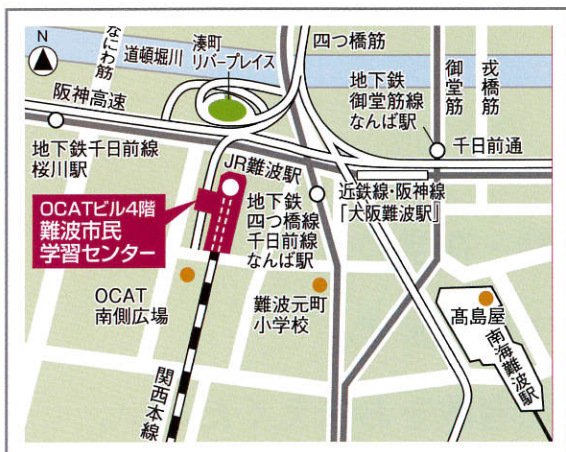 N
なにわ筋
道頓堀川
湊町
リバープレイス
四つ橋筋
御堂筋
戎橋筋
阪神高速
地下鉄
御堂筋線
なんば駅
千日前通
地下鉄千日前線
桜川駅
JR難波駅
近鉄線・阪神線
「大阪難波駅」
OCATビル4階
難波市民
学習センター
地下鉄
四つ橋線
千日前線
なんば駅
OCAT
南側広場
難波元町
小学校
髙島屋
南海難波駅
関西本線